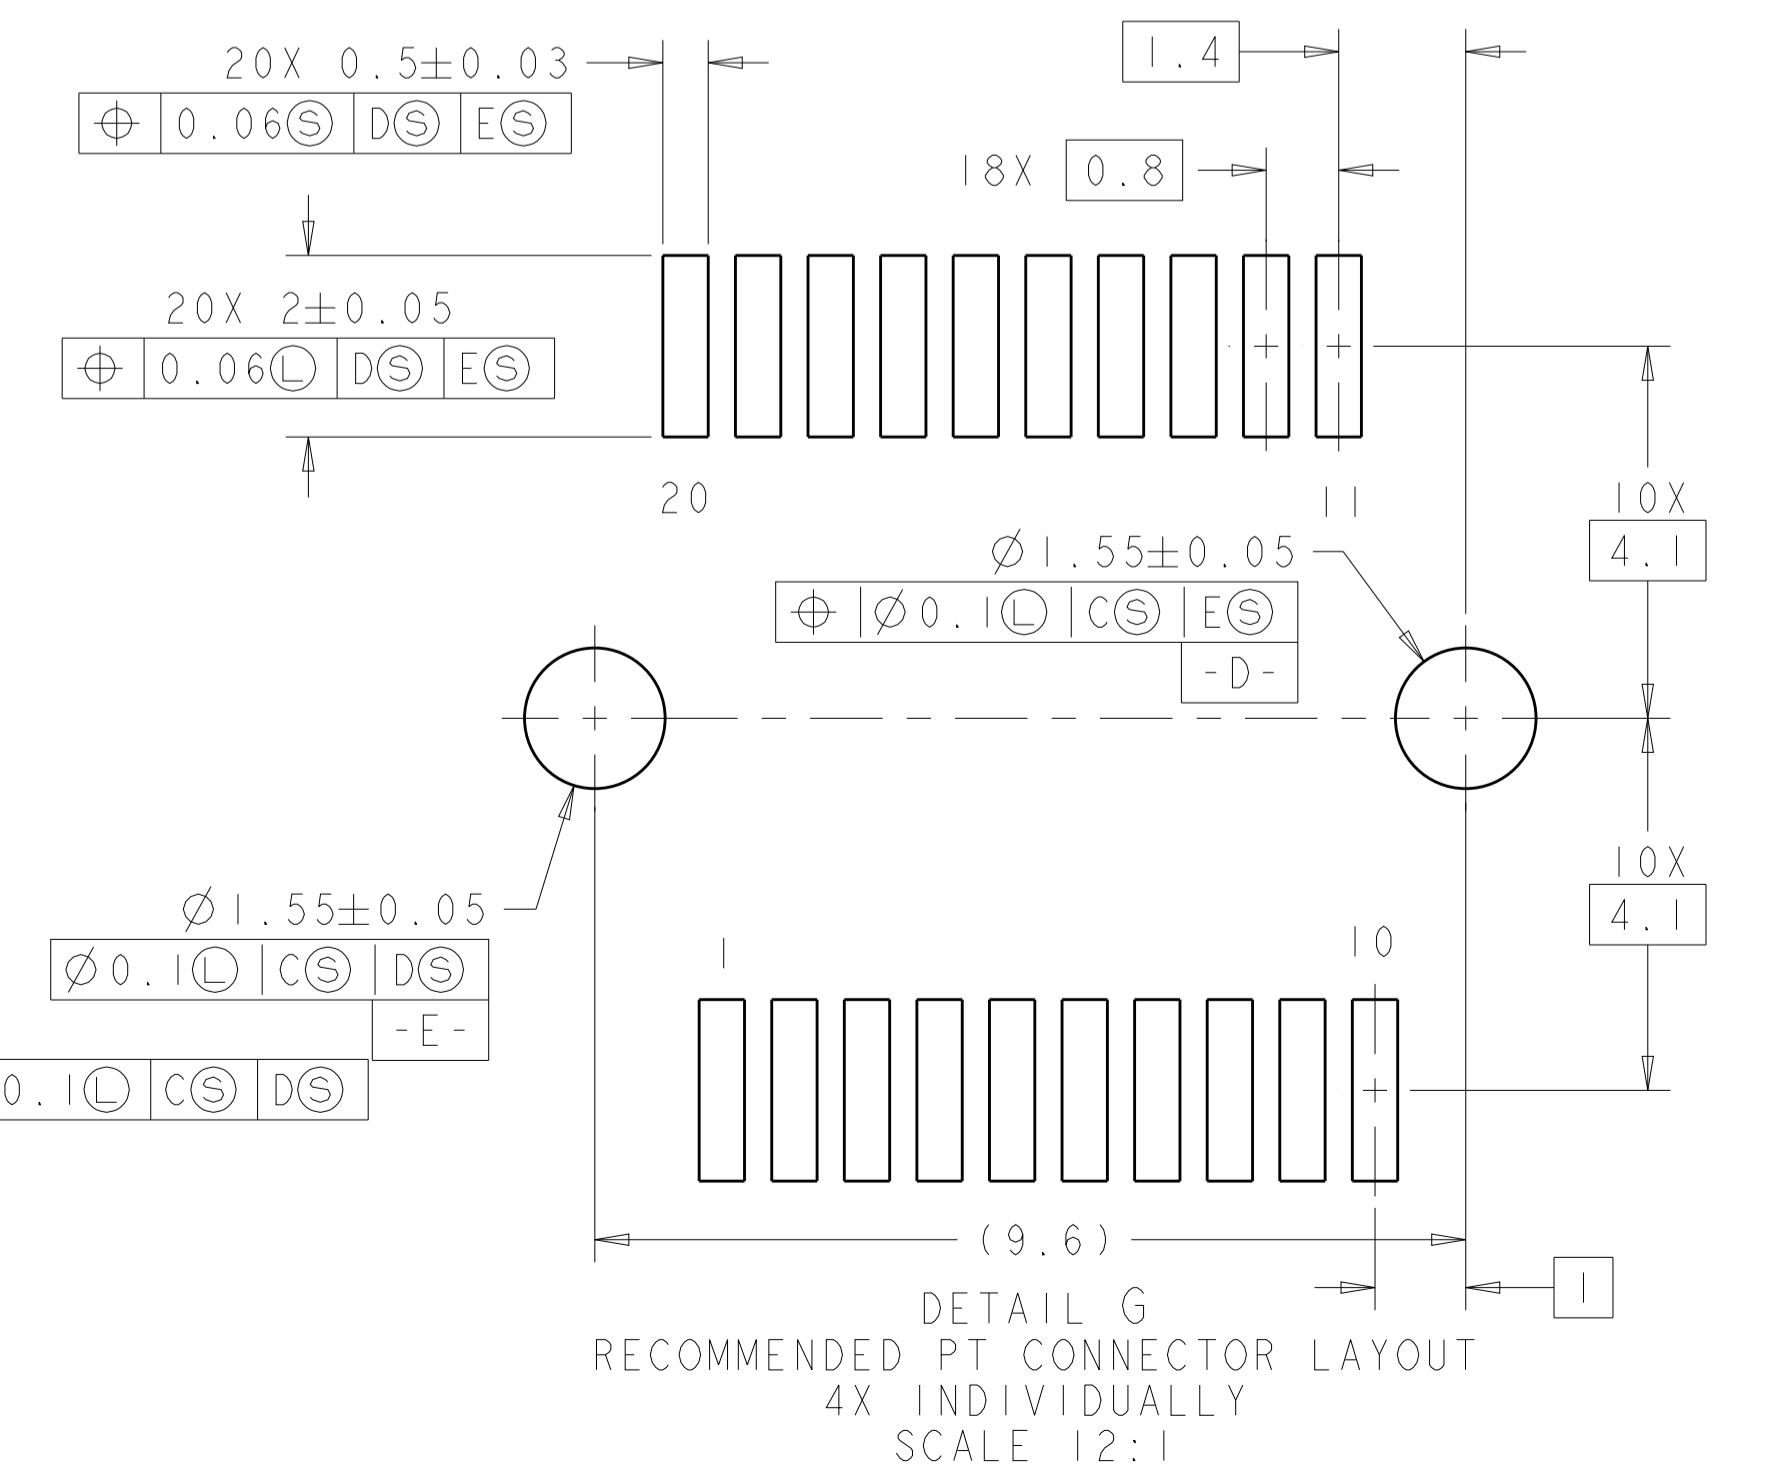 20X 0.5±0.03
⌖ 0.06Ⓢ DⓈ EⓈ
1.4
18X 0.8
20X 2±0.05
⌖ 0.06Ⓛ DⓈ EⓈ
20
11
10X
4.1
Ø1.55±0.05
⌖ Ø0.1Ⓛ CⓈ EⓈ
-D-
10X
4.1
Ø1.55±0.05
Ø0.1Ⓛ CⓈ DⓈ
-E-
0.1Ⓛ CⓈ DⓈ
1
10
(9.6)
1
DETAIL G
RECOMMENDED PT CONNECTOR LAYOUT
4X INDIVIDUALLY
SCALE 12:1